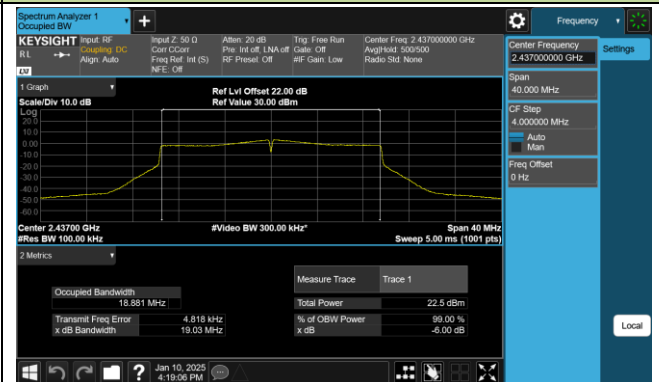 Spectrum Analyzer 1
Occupied BW
Frequency
KEYSIGHT
RL
Input: RF
Coupling: DC
Align: Auto
Input Z: 50 Ω
Corr CCorr
Freq Ref: Int (S)
NFE: Off
Atten: 20 dB
Pre: Int off, LNA off
RF Presel: Off
Trig: Free Run
Gate: Off
#IF Gain: Low
Center Freq: 2.437000000 GHz
Avg|Hold: 500/500
Radio Std: None
Center Frequency
2.437000000 GHz
Settings
Span
40.000 MHz
CF Step
4.000000 MHz
Auto
Man
Freq Offset
0 Hz
1 Graph
Scale/Div 10.0 dB
Ref Lvl Offset 22.00 dB
Ref Value 30.00 dBm
Log
20.0
10.0
0.00
-10.0
-20.0
-30.0
-40.0
-50.0
-60.0
Center 2.43700 GHz
#Res BW 100.00 kHz
#Video BW 300.00 kHz*
Span 40 MHz
Sweep 5.00 ms (1001 pts)
2 Metrics
Measure Trace
Trace 1
Occupied Bandwidth
18.881 MHz
Total Power
22.5 dBm
Transmit Freq Error
4.818 kHz
% of OBW Power
99.00 %
x dB Bandwidth
19.03 MHz
x dB
-6.00 dB
Local
Jan 10, 2025
4:19:06 PM